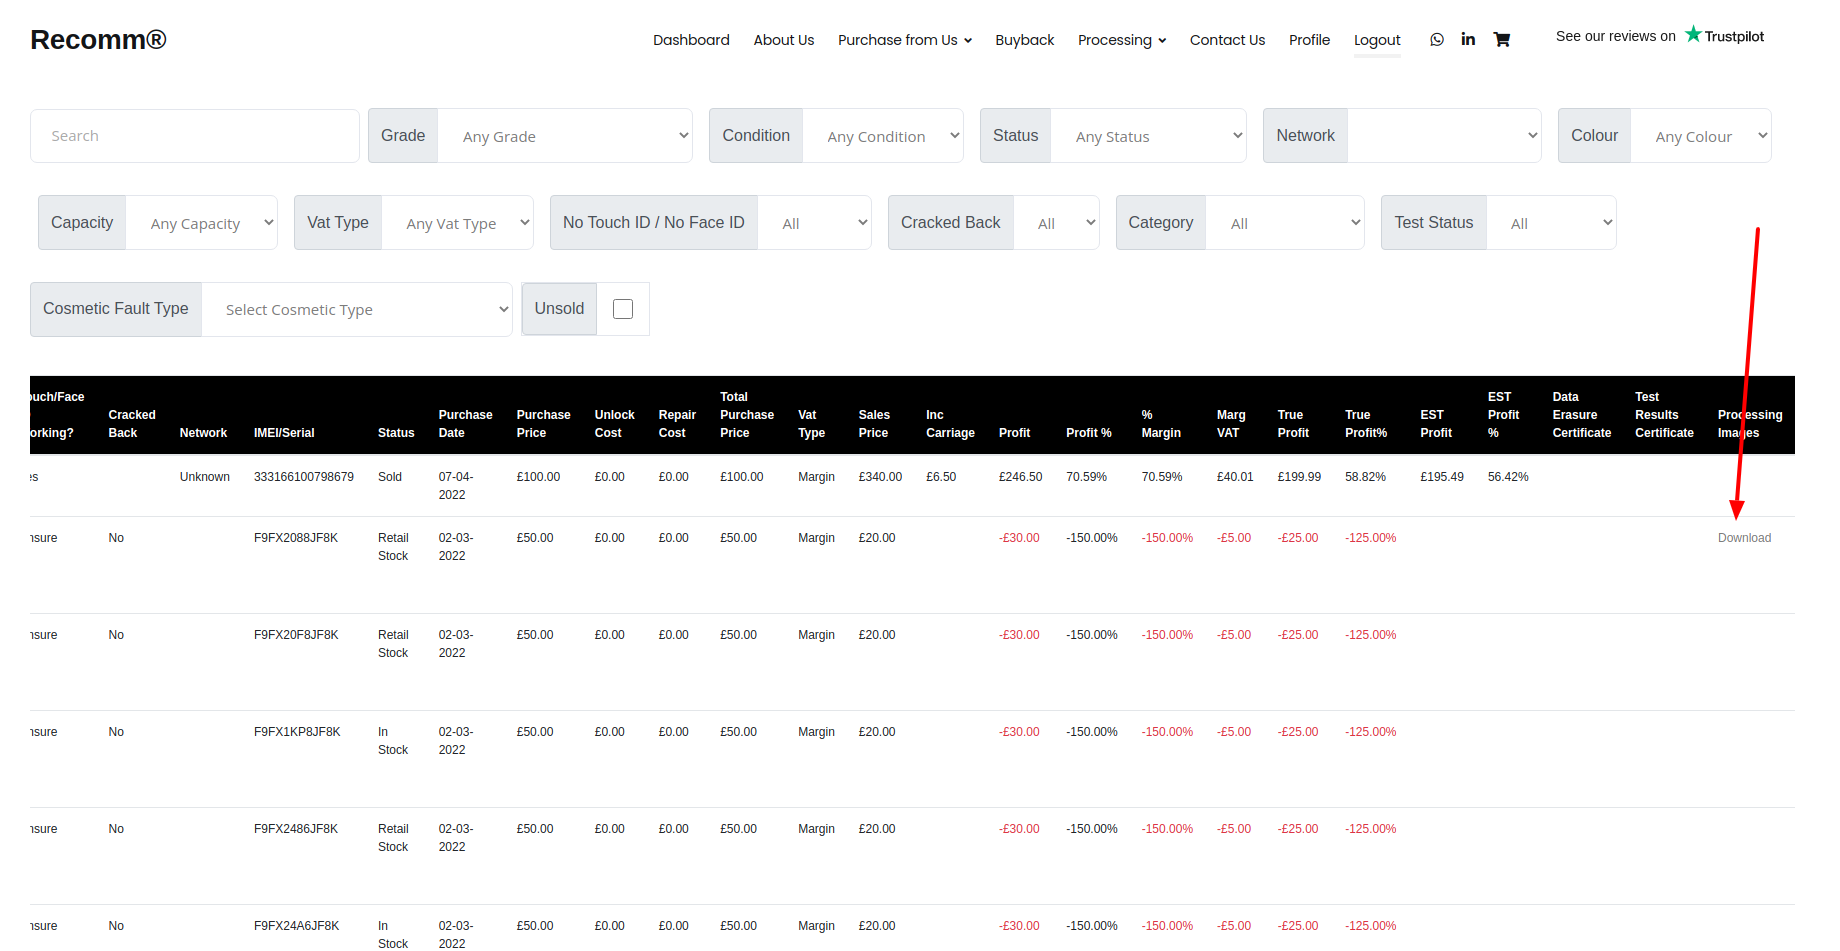 Recomm®
Dashboard About Us Purchase from Us Buyback Processing Contact Us Profile Logout See our reviews on Trustpilot
Search Grade Any Grade Condition Any Condition Status Any Status Network Colour Any Colour
Capacity Any Capacity Vat Type Any Vat Type No Touch ID / No Face ID All Cracked Back All Category All Test Status All
Cosmetic Fault Type Select Cosmetic Type Unsold
ouch/Face Total EST Data Test
Cracked Purchase Purchase Unlock Repair Purchase Vat Sales Inc % Marg True True EST Profit Erasure Results Processing
orking? Back Network IMEI/Serial Status Date Price Cost Cost Price Type Price Carriage Profit Profit % Margin VAT Profit Profit% Profit % Certificate Certificate Images
es Unknown 333166100798679 Sold 07-04- £100.00 £0.00 £0.00 £100.00 Margin £340.00 £6.50 £246.50 70.59% 70.59% £40.01 £199.99 58.82% £195.49 56.42%
2022
nsure No F9FX2088JF8K Retail 02-03- £50.00 £0.00 £0.00 £50.00 Margin £20.00 -£30.00 -150.00% -150.00% -£5.00 -£25.00 -125.00% Download
Stock 2022
nsure No F9FX20F8JF8K Retail 02-03- £50.00 £0.00 £0.00 £50.00 Margin £20.00 -£30.00 -150.00% -150.00% -£5.00 -£25.00 -125.00%
Stock 2022
nsure No F9FX1KP8JF8K In 02-03- £50.00 £0.00 £0.00 £50.00 Margin £20.00 -£30.00 -150.00% -150.00% -£5.00 -£25.00 -125.00%
Stock 2022
nsure No F9FX2486JF8K Retail 02-03- £50.00 £0.00 £0.00 £50.00 Margin £20.00 -£30.00 -150.00% -150.00% -£5.00 -£25.00 -125.00%
Stock 2022
nsure No F9FX24A6JF8K In 02-03- £50.00 £0.00 £0.00 £50.00 Margin £20.00 -£30.00 -150.00% -150.00% -£5.00 -£25.00 -125.00%
Stock 2022